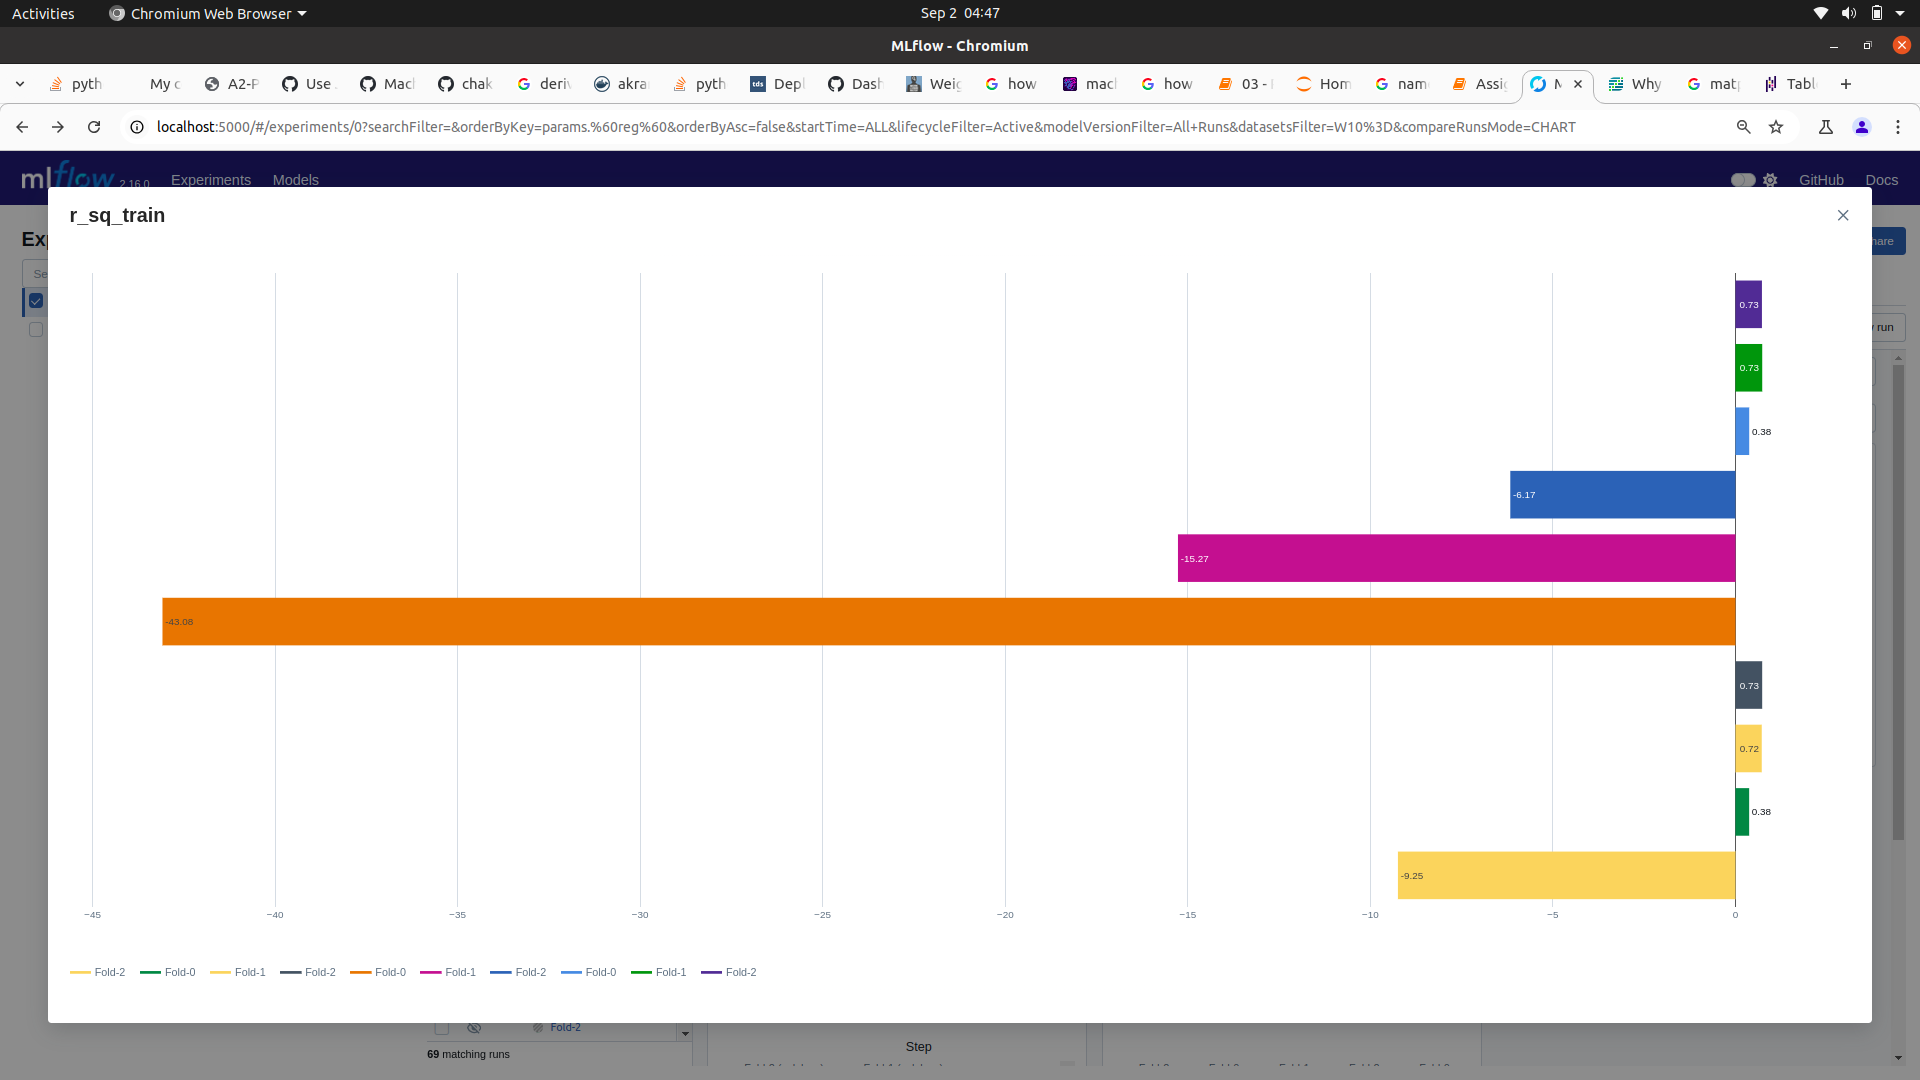 Activities Chromium Web Browser Sep 2 04:47
MLflow - Chromium
pyth My c A2-P Use Macl chak deriv akra pyth Depl Dash Weig how macl how 03 - Hom nam Assig M Why matp Table
localhost:5000/#/experiments/0?searchFilter=&orderByKey=params.%60reg%60&orderByAsc=false&startTime=ALL&lifecycleFilter=Active&modelVersionFilter=All+Runs&datasetsFilter=W10%3D&compareRunsMode=CHART
mlflow 2.16.0 Experiments Models GitHub Docs
r_sq_train
Exp
hare
Se
run
0.73
0.73
0.38
-6.17
-15.27
-43.08
0.73
0.72
0.38
-9.25
−45 −40 −35 −30 −25 −20 −15 −10 −5 0
Fold-2 Fold-0 Fold-1 Fold-2 Fold-0 Fold-1 Fold-2 Fold-0 Fold-1 Fold-2
Fold-2
Step
69 matching runs